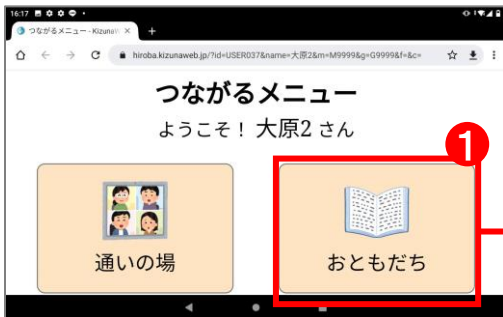 16:17
つながるメニュー - KizunaW
hiroba.kizunaweb.jp/?id=USER037&name=大原2&m=M9999&g=G9999&f=&c=
つながるメニュー
ようこそ！ 大原2 さん
1
通いの場
おともだち